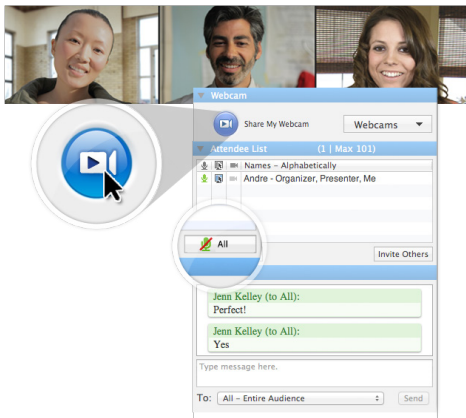 Webcam
Share My Webcam
Webcams
Attendee List (1 | Max 101)
Names – Alphabetically
Andre - Organizer, Presenter, Me
All
Invite Others
Jenn Kelley (to All):
Perfect!
Jenn Kelley (to All):
Yes
Type message here.
To: All – Entire Audience Send